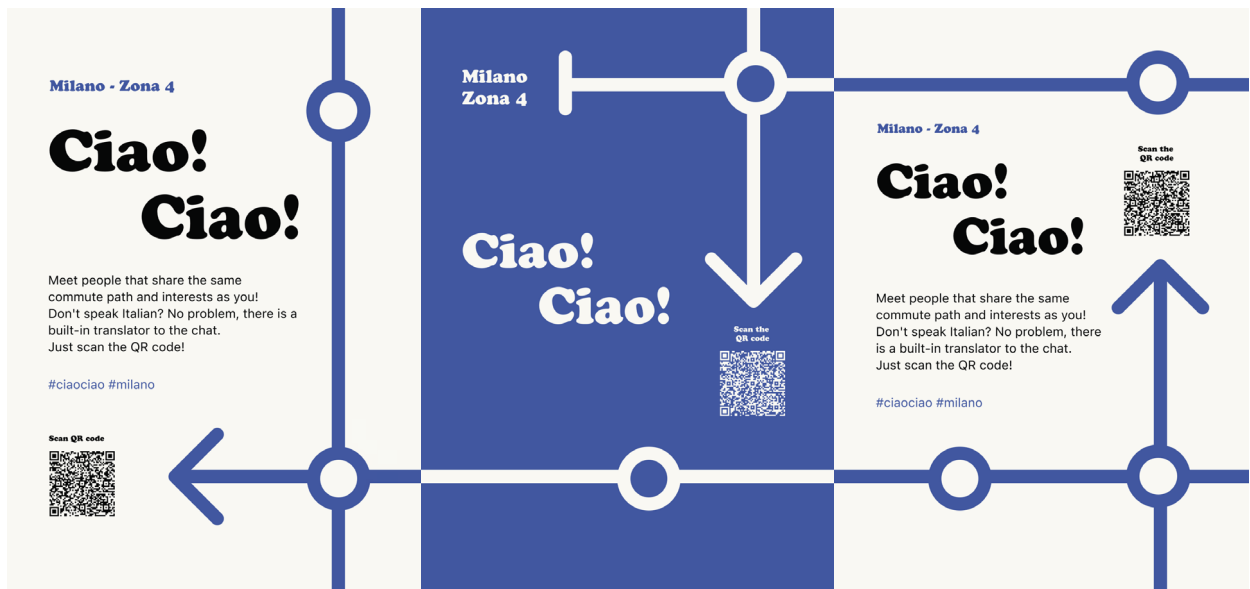 Milano - Zona 4
Ciao!
Ciao!
Meet people that share the same
commute path and interests as you!
Don't speak Italian? No problem, there is a
built-in translator to the chat.
Just scan the QR code!
#ciaociao #milano
Scan QR code
Milano
Zona 4
Ciao!
Ciao!
Scan the
QR code
Milano - Zona 4
Scan the
QR code
Ciao!
Ciao!
Meet people that share the same
commute path and interests as you!
Don't speak Italian? No problem, there
is a built-in translator to the chat.
Just scan the QR code!
#ciaociao #milano